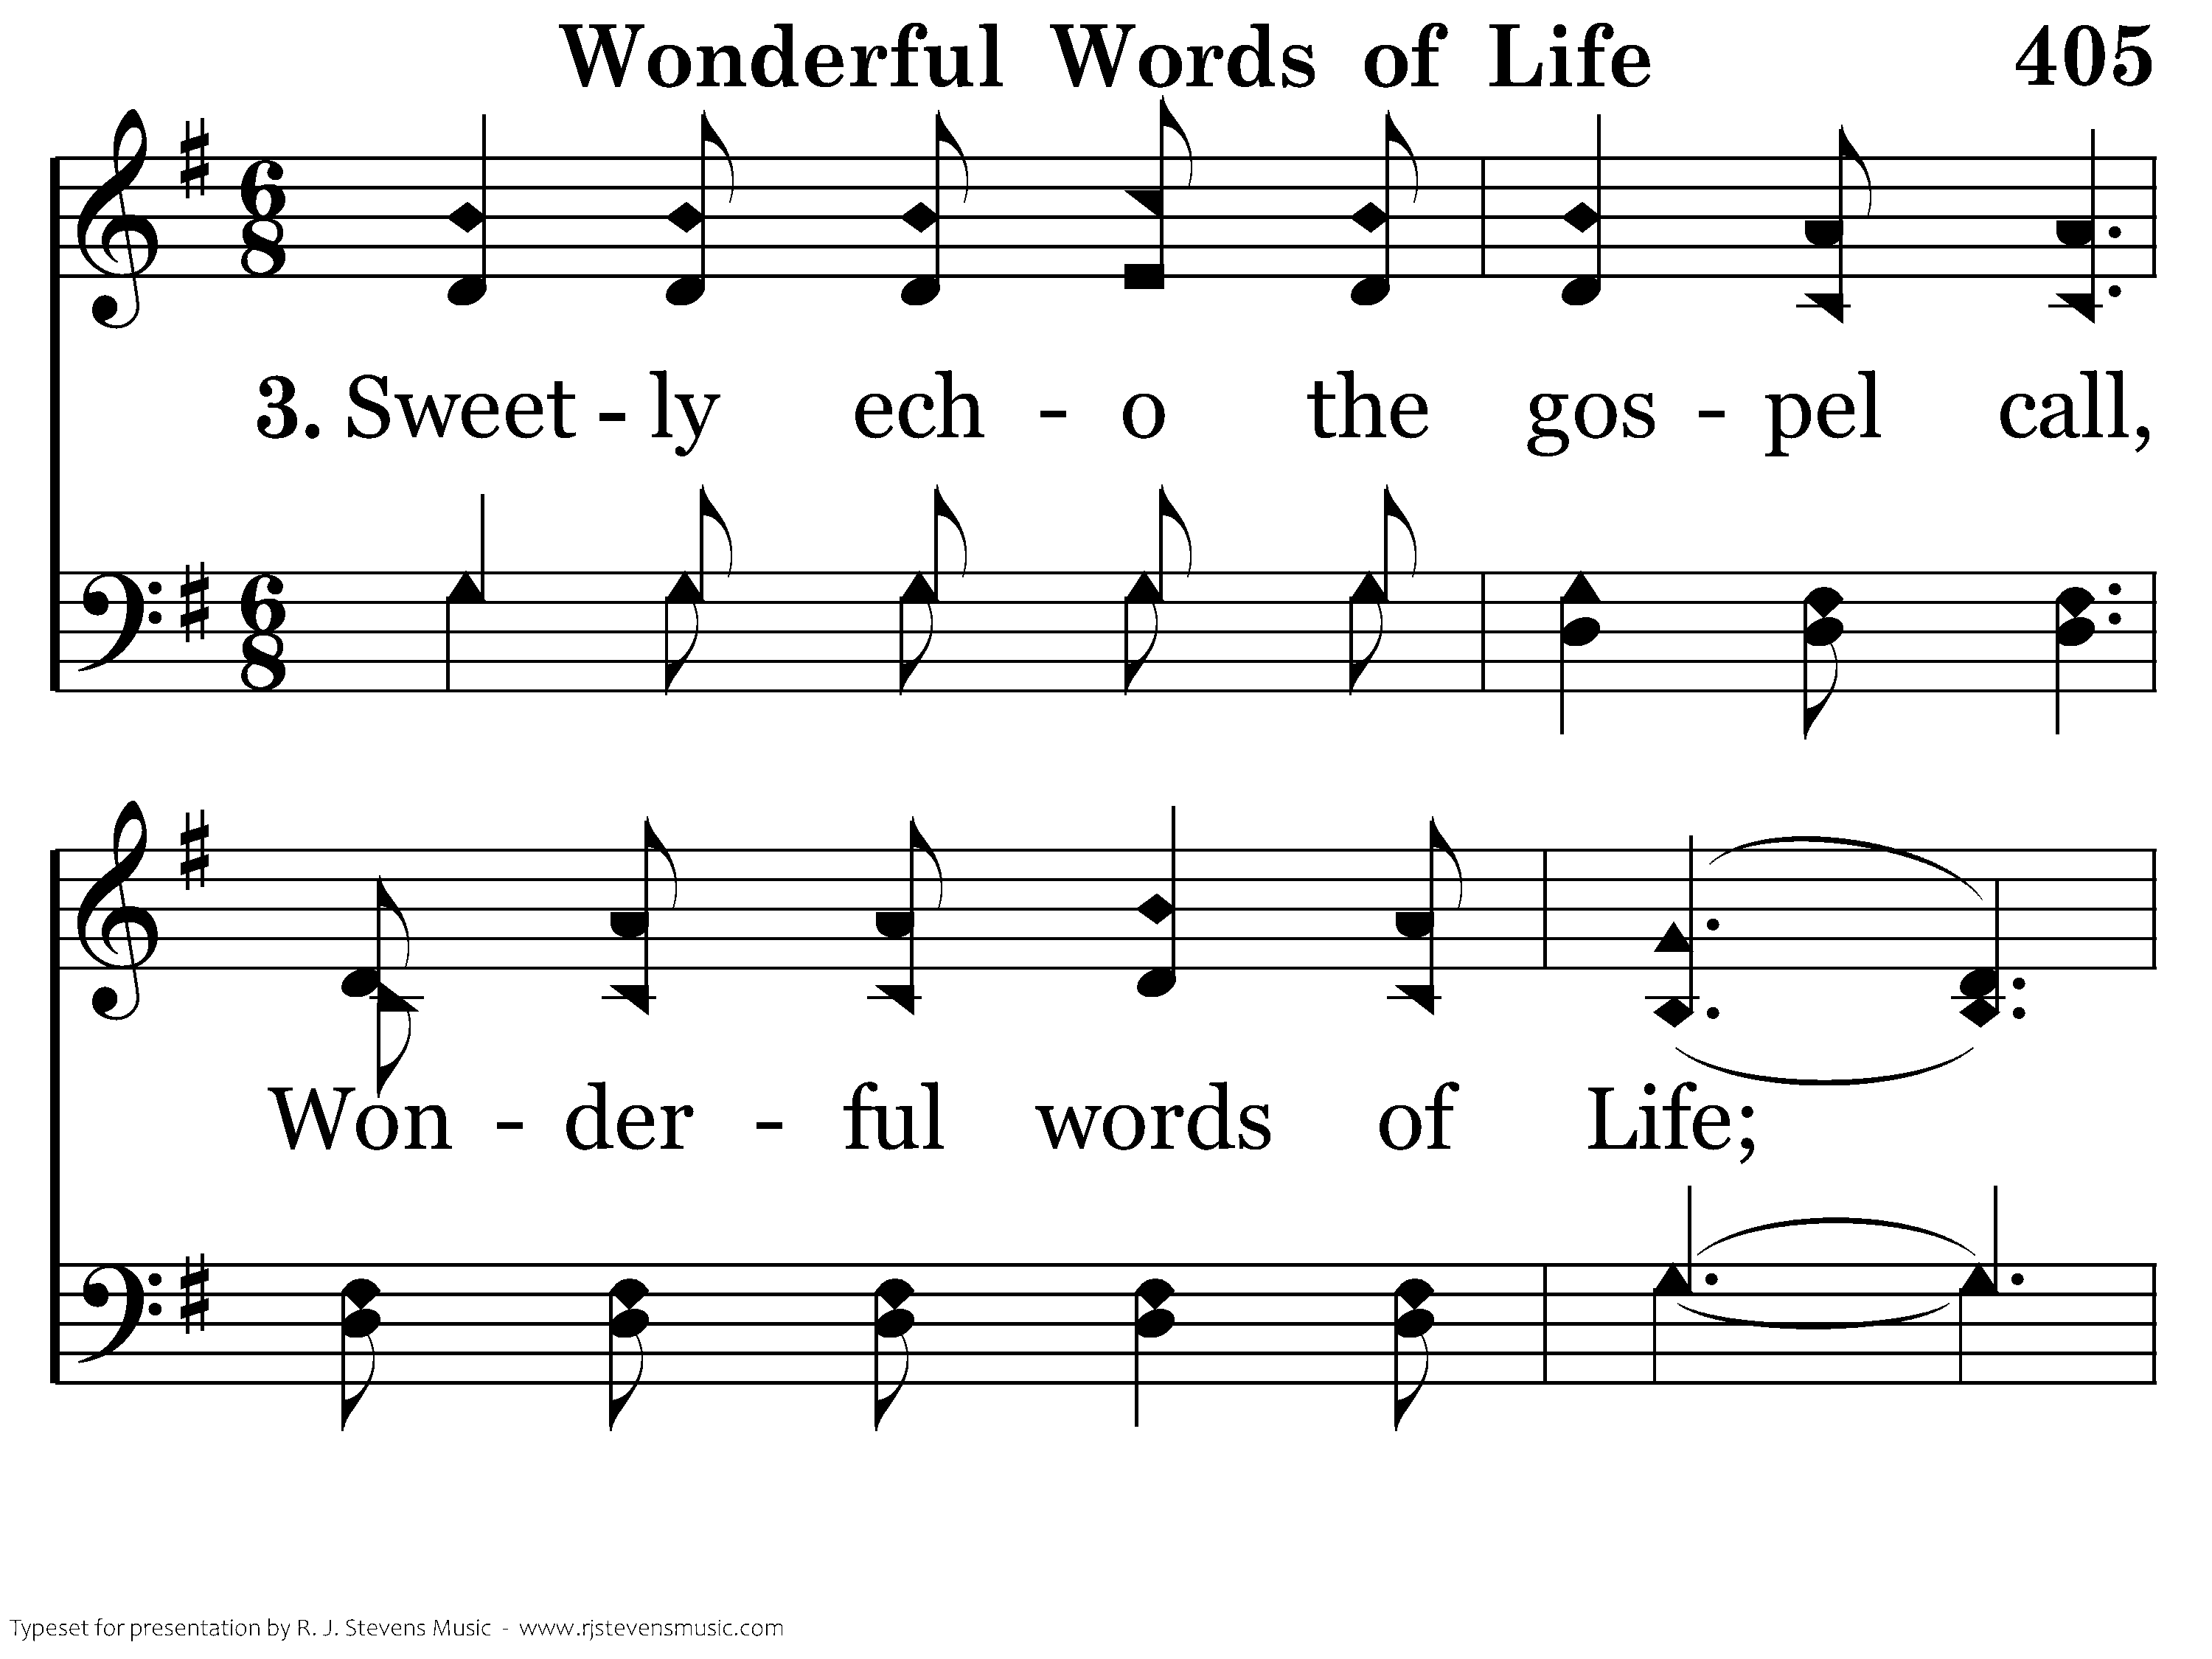 Wonderful Words of Life 405
3. Sweet - ly ech - o the gos - pel call,
Won - der - ful words of Life;
Typeset for presentation by R. J. Stevens Music - www.rjstevensmusic.com